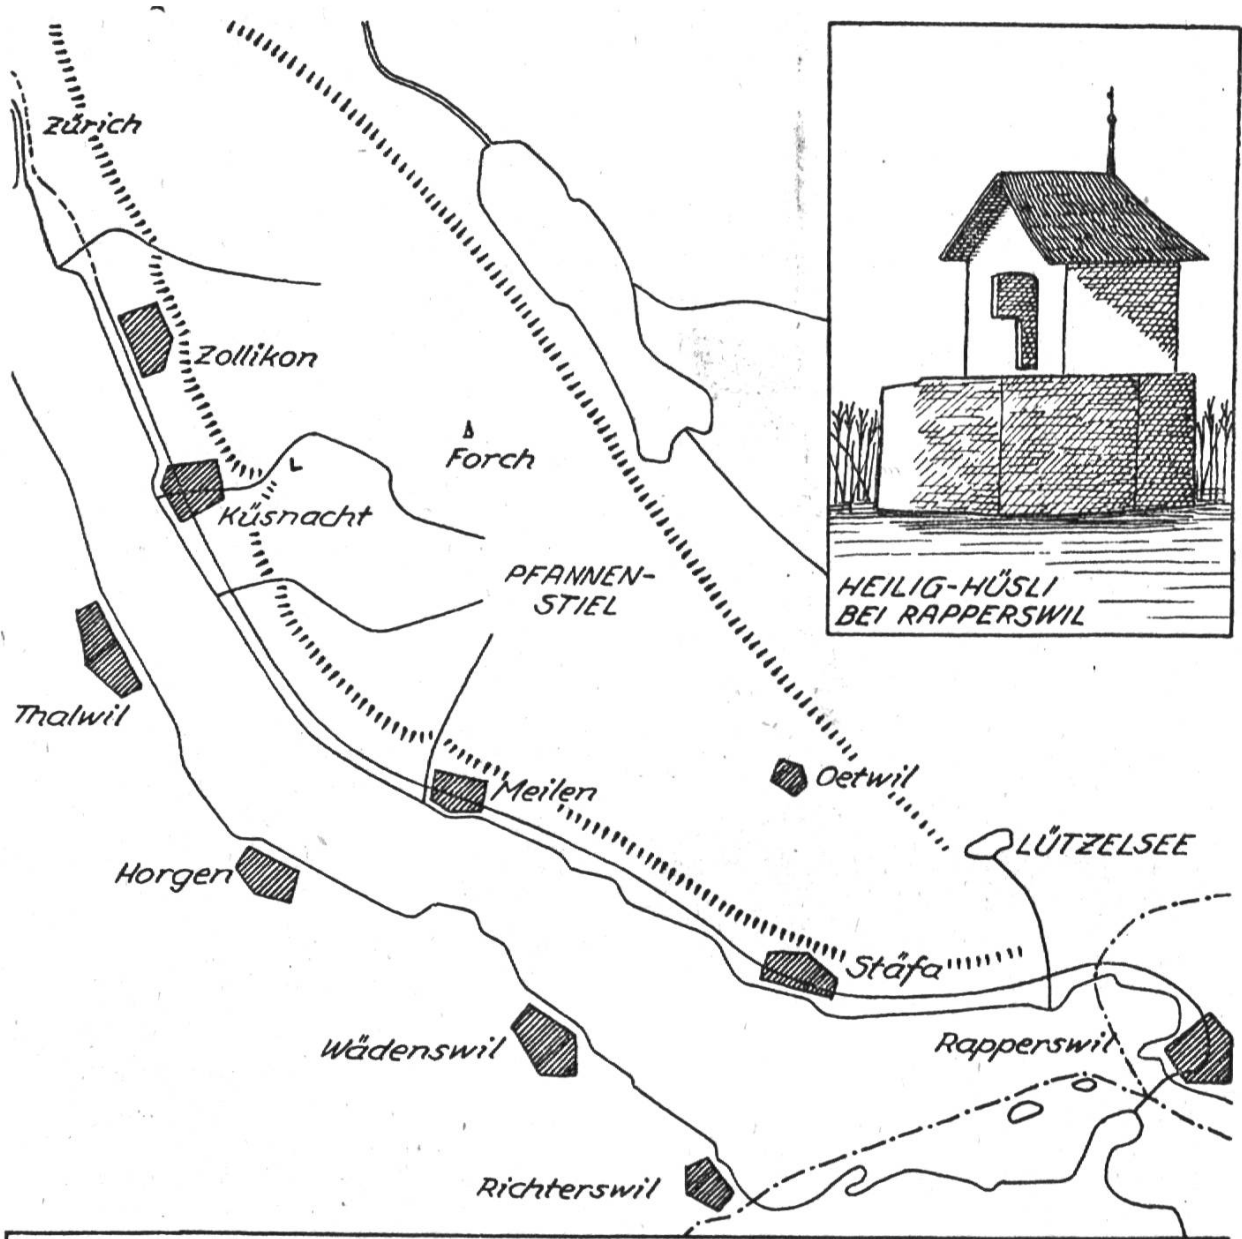 Zürich
Zollikon
Forch
Küsnacht
PFANNEN-
STIEL
HEILIG-HÜSLI
BEI RAPPERSWIL
Thalwil
Oetwil
Meilen
LÜTZELSEE
Horgen
Stäfa
Rapperswil
Wädenswil
Richterswil